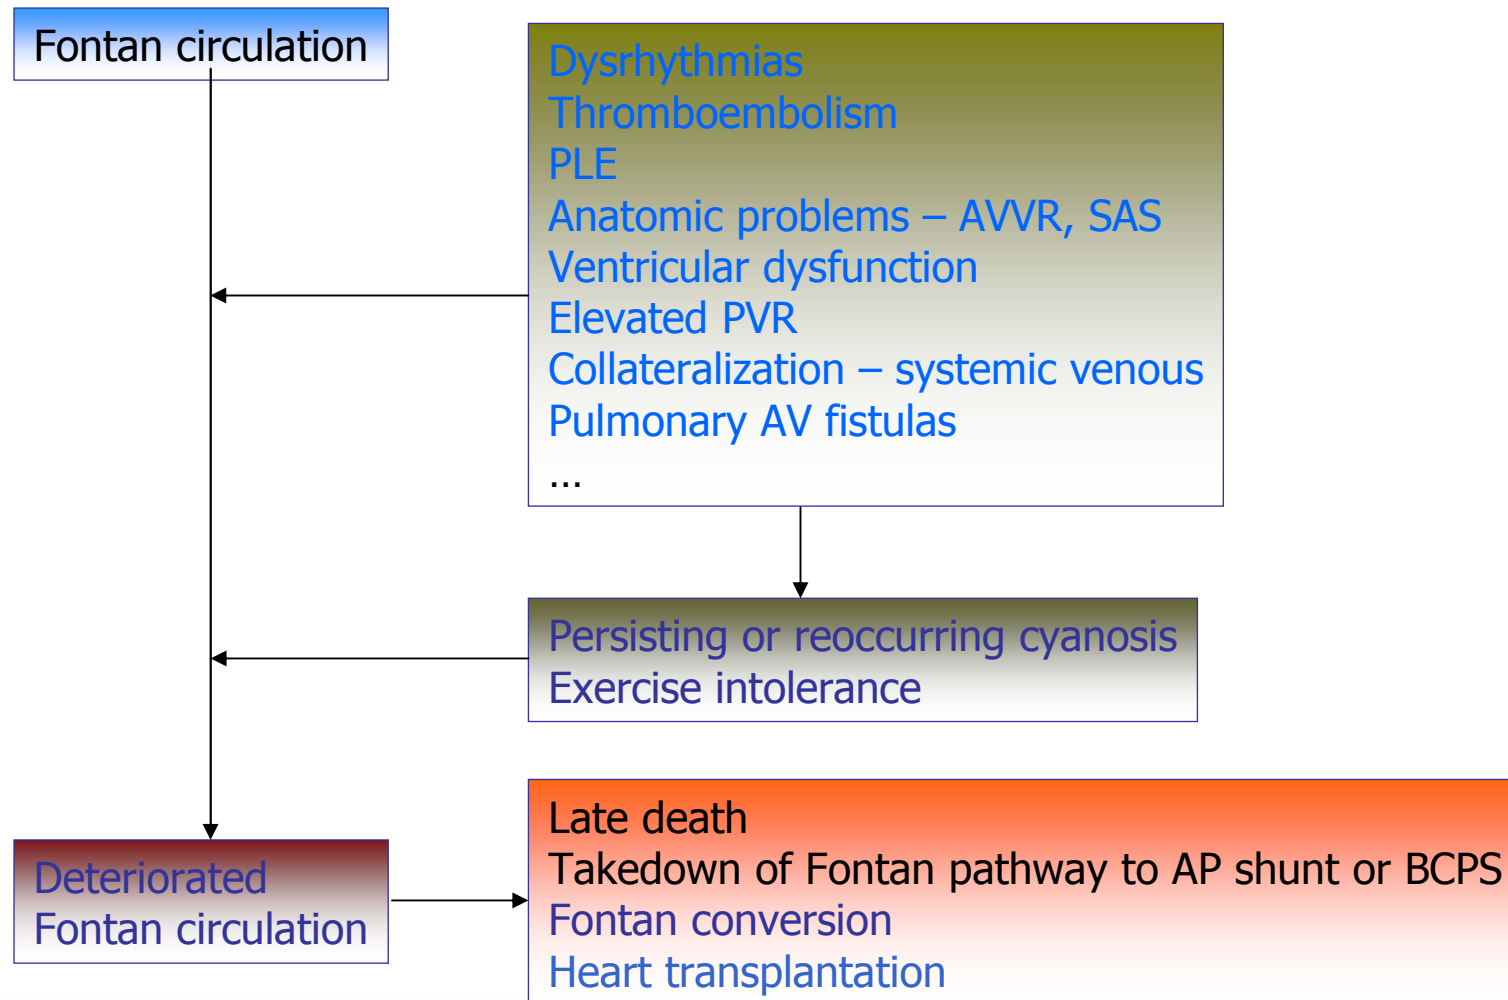 Fontan circulation
Dysrhythmias
Thromboembolism
PLE
Anatomic problems – AVVR, SAS
Ventricular dysfunction
Elevated PVR
Collateralization – systemic venous
Pulmonary AV fistulas
...
Persisting or reoccurring cyanosis
Exercise intolerance
Deteriorated
Fontan circulation
Late death
Takedown of Fontan pathway to AP shunt or BCPS
Fontan conversion
Heart transplantation